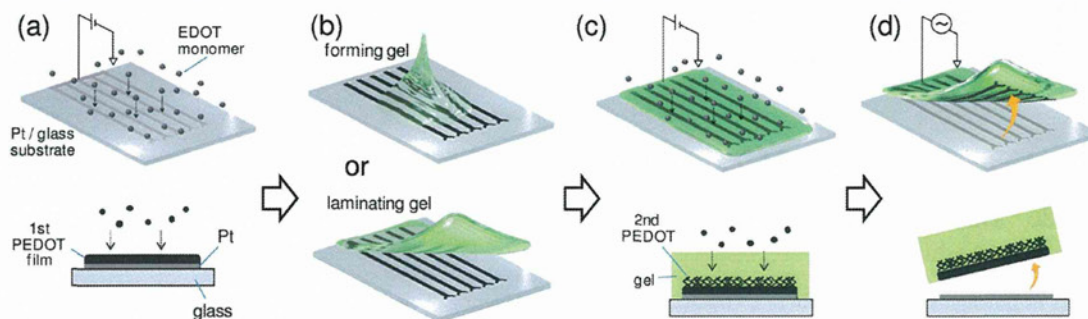 (a)
EDOT
monomer
Pt / glass
substrate
1st
PEDOT
film
Pt
glass
(b)
forming gel
or
laminating gel
(c)
2nd
PEDOT
gel
(d)